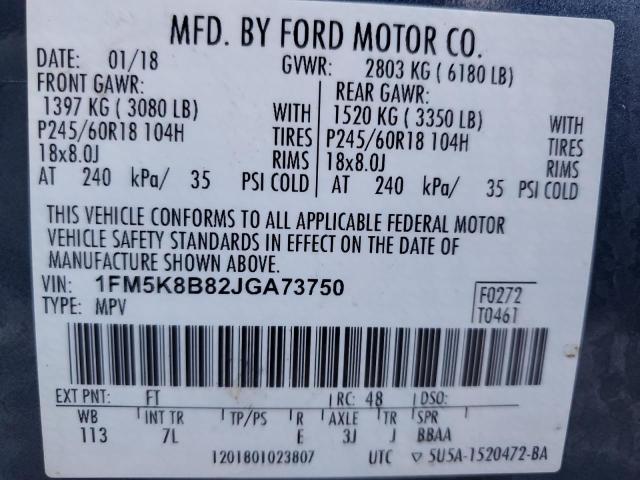 MFD. BY FORD MOTOR CO.
DATE: 01/18 GVWR: 2803 KG ( 6180 LB)
FRONT GAWR: REAR GAWR:
1397 KG ( 3080 LB) WITH 1520 KG ( 3350 LB) WITH
P245/60R18 104H TIRES P245/60R18 104H TIRES
18x8.0J RIMS 18x8.0J RIMS
AT 240 kPa/ 35 PSI COLD AT 240 kPa/ 35 PSI COLD
THIS VEHICLE CONFORMS TO ALL APPLICABLE FEDERAL MOTOR
VEHICLE SAFETY STANDARDS IN EFFECT ON THE DATE OF
MANUFACTURE SHOWN ABOVE.
VIN: 1FM5K8B82JGA73750 F0272
TYPE: MPV T0461
EXT PNT: FT RC: 48 DSO:
WB INT TR TP/PS R AXLE TR SPR
113 7L E 3J J BBAA
1201801023807 UTC ▽ 5U5A-1520472-BA